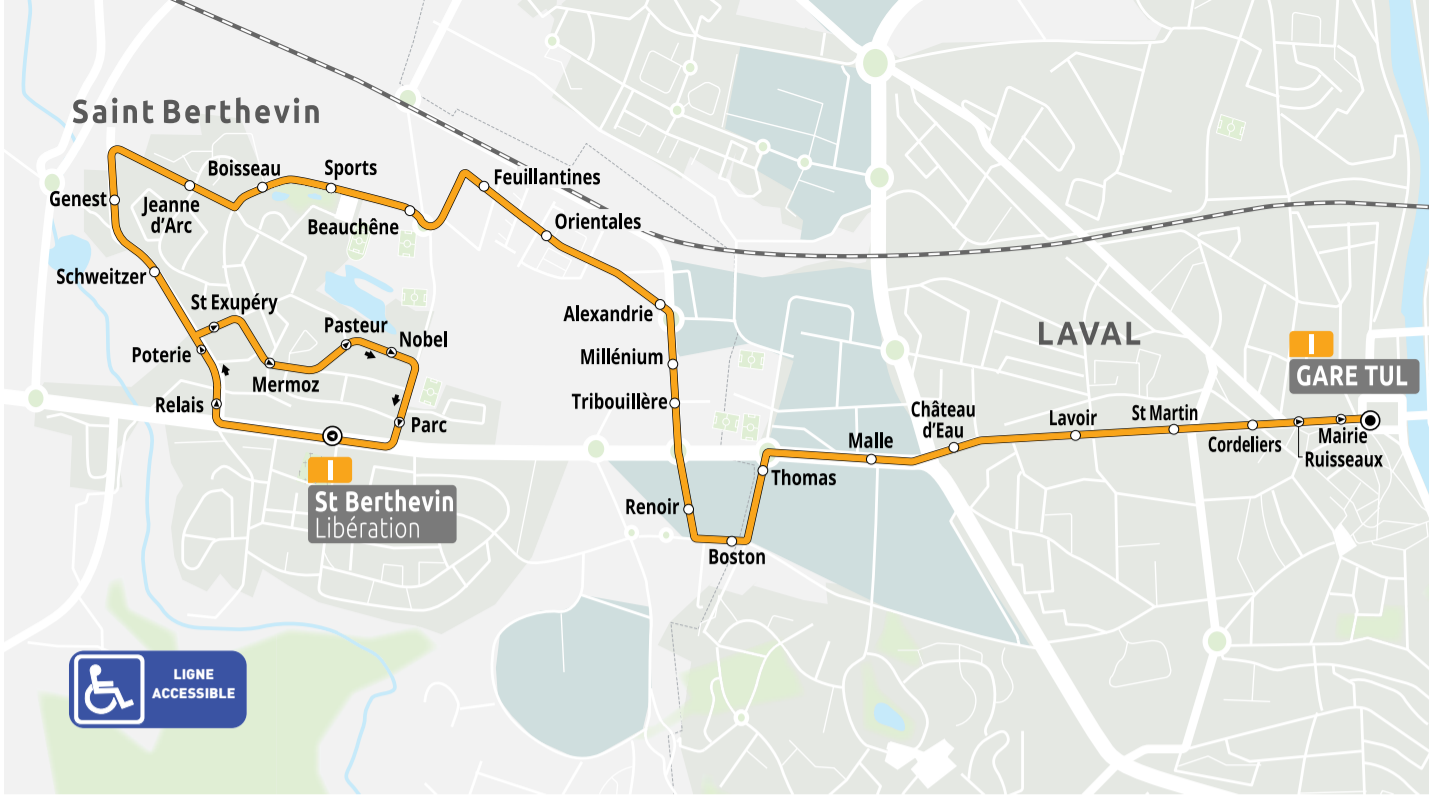 Saint Berthevin
Boisseau
Sports
Feuillantines
Genest
Jeanne
d'Arc
Beauchêne
Orientales
Schweitzer
St Exupéry
Alexandrie
Pasteur
Nobel
Poterie
Mermoz
Millénium
LAVAL
I
GARE TUL
Relais
Parc
Tribouillère
Château
d'Eau
Lavoir
St Martin
Malle
Cordeliers
Mairie
Ruisseaux
I
St Berthevin
Libération
Thomas
Renoir
Boston
LIGNE
ACCESSIBLE